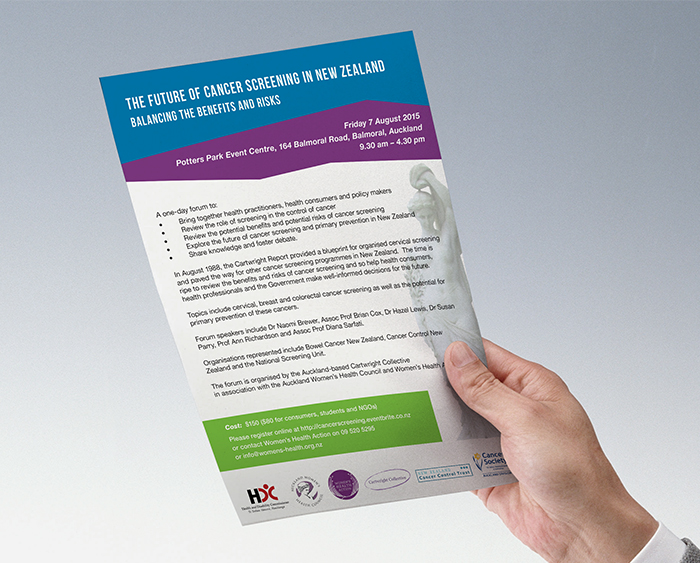 THE FUTURE OF CANCER SCREENING IN NEW ZEALAND
BALANCING THE BENEFITS AND RISKS
Friday 7 August 2015
Potters Park Event Centre, 164 Balmoral Road, Balmoral, Auckland
9.30 am – 4.30 pm
A one-day forum to:
• Bring together health practitioners, health consumers and policy makers
• Review the role of screening in the control of cancer
• Review the potential benefits and potential risks of cancer screening
• Explore the future of cancer screening and primary prevention in New Zealand
• Share knowledge and foster debate.
In August 1988, the Cartwright Report provided a blueprint for organised cervical screening
and paved the way for other cancer screening programmes in New Zealand. The time is
ripe to review the benefits and risks of cancer screening and so help health consumers,
health professionals and the Government make well-informed decisions for the future.
Topics include cervical, breast and colorectal cancer screening as well as the potential for
primary prevention of these cancers.
Forum speakers include Dr Naomi Brewer, Assoc Prof Brian Cox, Dr Hazel Lewis, Dr Susan
Parry, Prof Ann Richardson and Assoc Prof Diana Sarfati.
Organisations represented include Bowel Cancer New Zealand, Cancer Control New
Zealand and the National Screening Unit.
The forum is organised by the Auckland-based Cartwright Collective
in association with the Auckland Women's Health Council and Women's Health A
Cost: $150 ($80 for consumers, students and NGOs)
Please register online at http://cancerscreening.eventbrite.co.nz
or contact Women's Health Action on 09 520 5295
or info@womens-health.org.nz
HDC
Health and Disability Commissioner
AUCKLAND WOMEN'S HEALTH COUNCIL
WOMEN'S HEALTH ACTION
Cartwright Collective
NEW ZEALAND
Cancer Control Trust
Cancer
Society